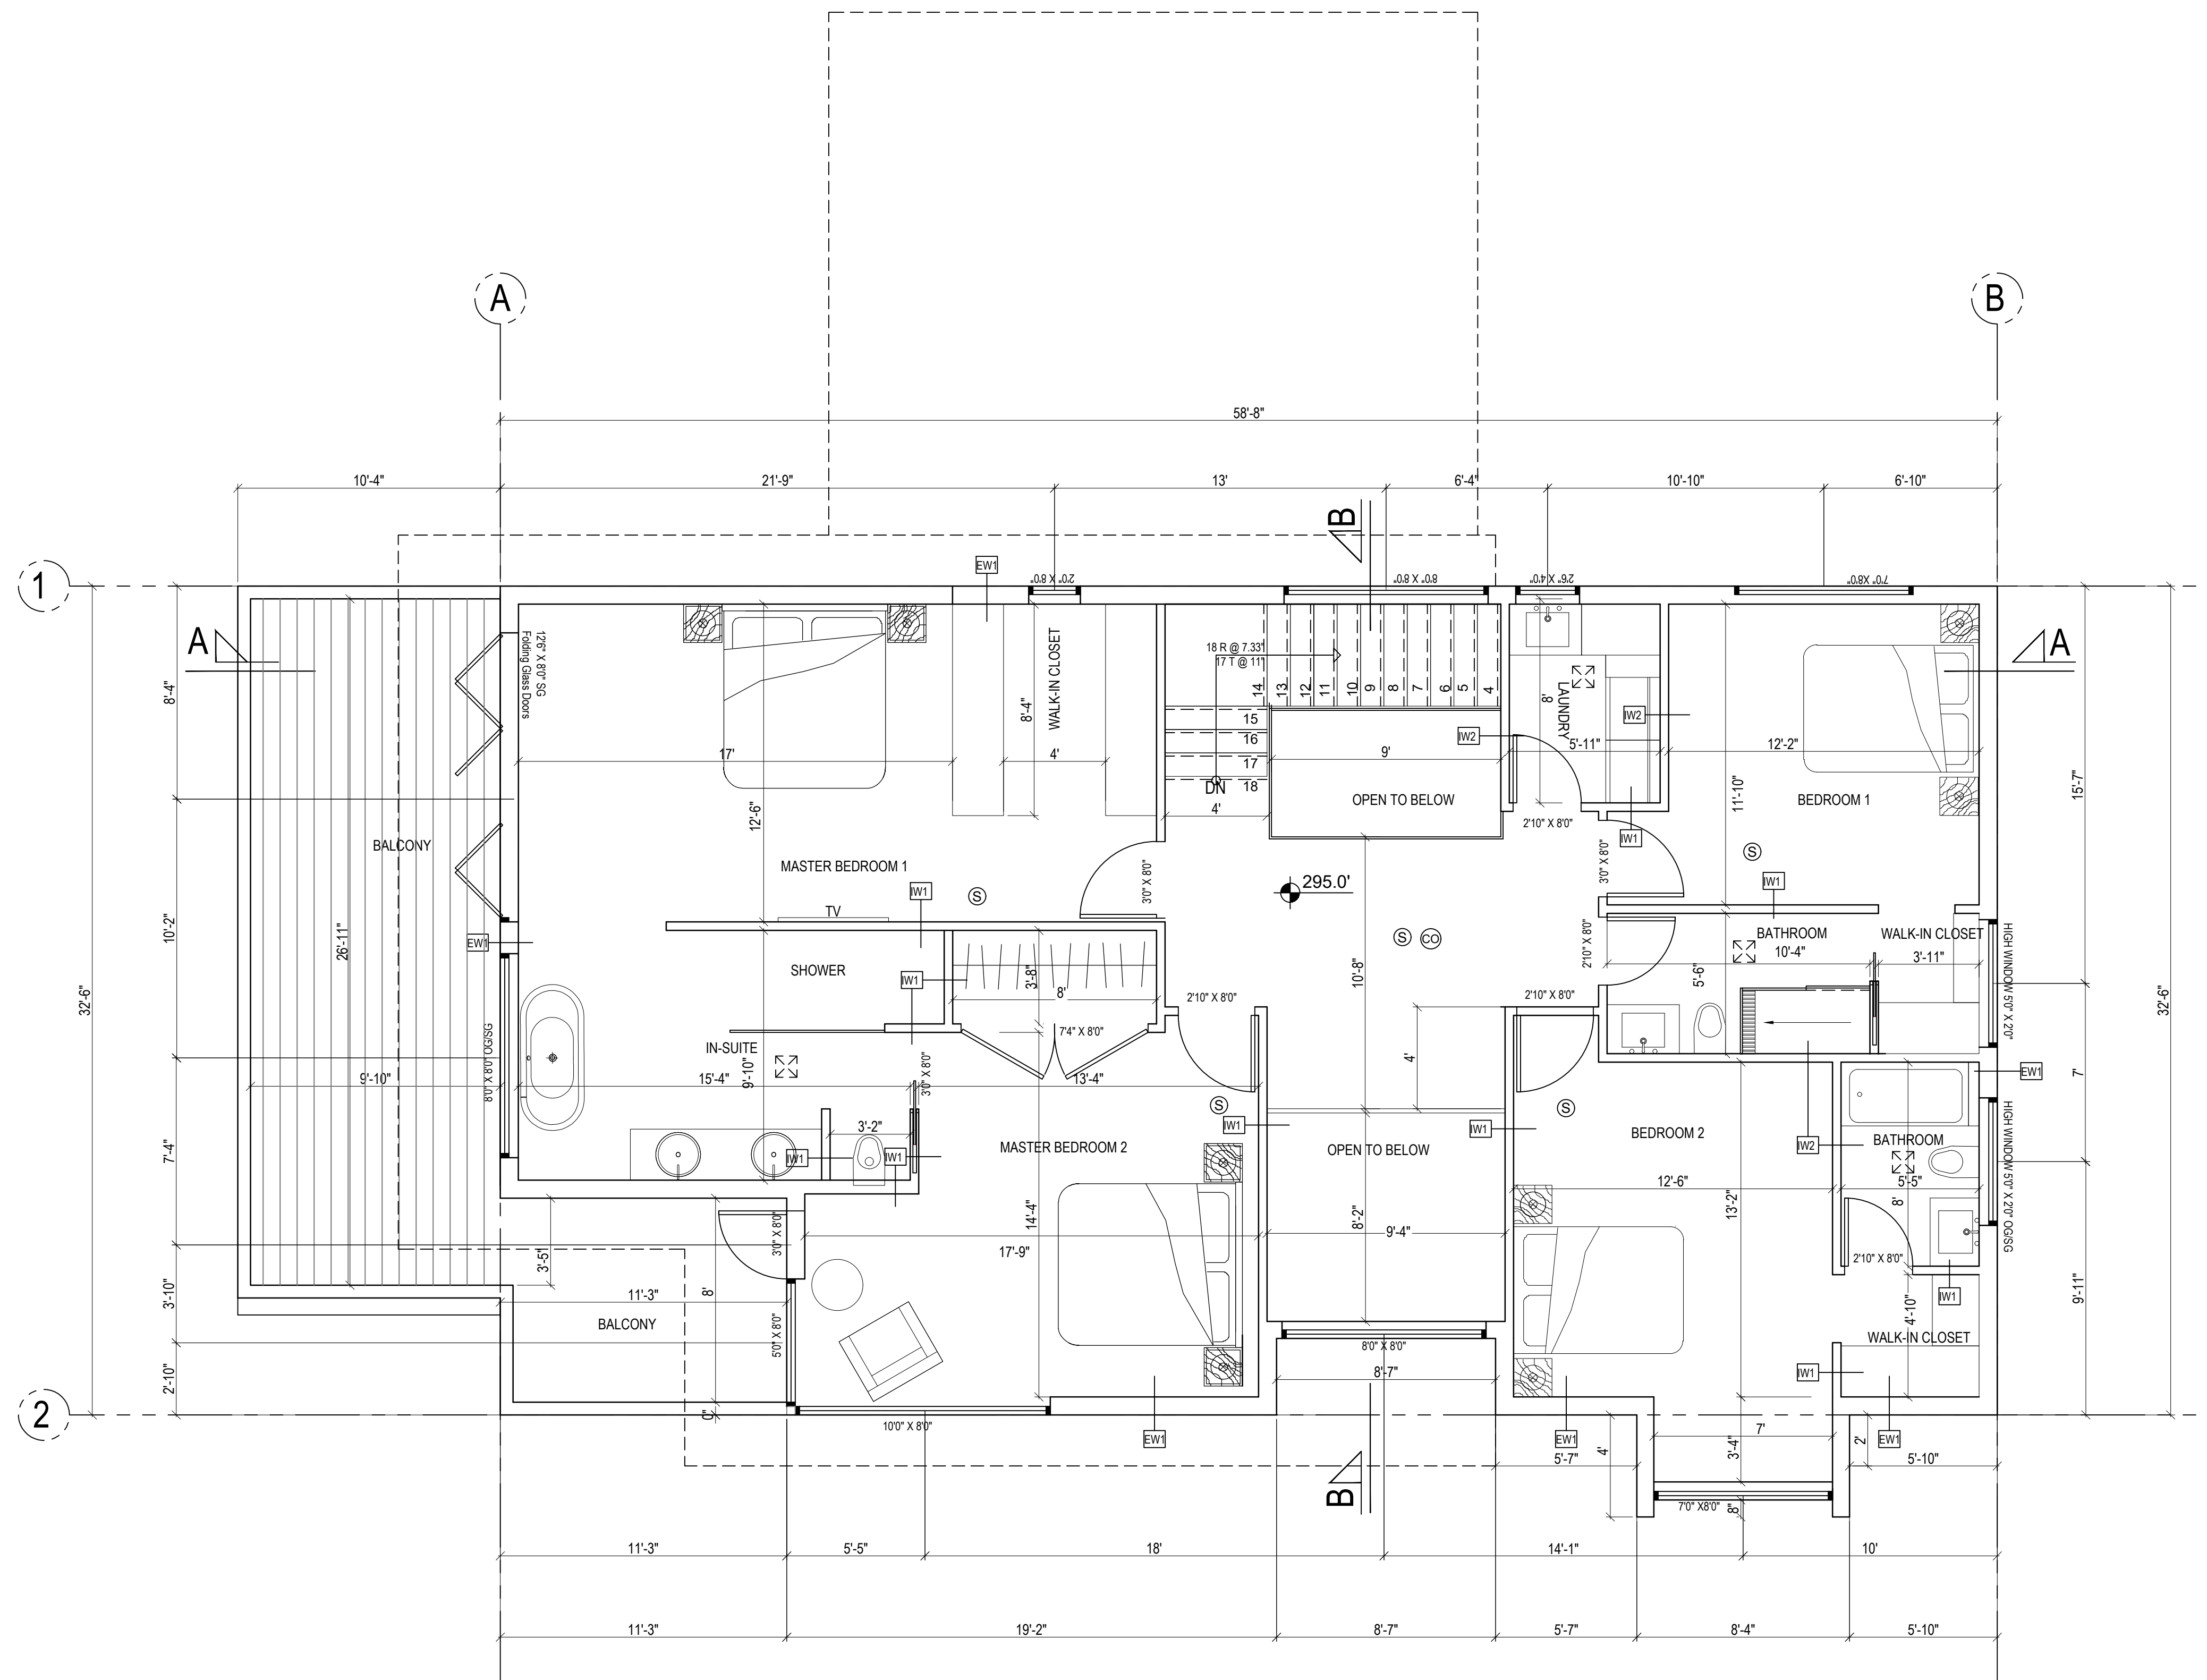 A
B
58'-8"
10'-4"
21'-9"
13'
6'-4"
10'-10"
6'-10"
B
1
EW1
2'0" X 8'0"
8'0" X 8'0"
2'6" X 4'0"
7'0" X8'0"
A
A
12'6" X 8'0" SG
Folding Glass Doors
8'-4"
WALK-IN CLOSET
8'-4"
18 R @ 7.33"
17 T @ 11"
14
13
12
11
10
9
8
7
6
5
4
15
16
17
18
DN
4'
IW2
9'
8'
LAUNDRY
IW2
5'-11"
12'-2"
17'
4'
12'-6"
OPEN TO BELOW
11'-10"
BEDROOM 1
15'-7"
2'10" X 8'0"
IW1
BALCONY
MASTER BEDROOM 1
3'0" X 8'0"
3'0" X 8'0"
S
S
IW1
IW1
295.0'
TV
10'-2"
EW1
26'-11"
SHOWER
IW1
3'-8"
8'
S
CO
2'10" X 8'0"
BATHROOM
10'-4"
WALK-IN CLOSET
3'-11"
HIGH WINDOW 5'0" X 2'0"
5'-6"
10'-8"
32'-6"
32'-6"
2'10" X 8'0"
2'10" X 8'0"
7'4" X 8'0"
IN-SUITE
9'-10"
8'0" X 8'0" OG/SG
9'-10"
15'-4"
3'0" X 8'0"
13'-4"
4'
7'
EW1
S
S
7'-4"
3'-2"
IW1
IW1
IW1
IW1
MASTER BEDROOM 2
OPEN TO BELOW
BEDROOM 2
IW2
BATHROOM
HIGH WINDOW 5'0" X 2'0" OG/SG
12'-6"
5'-5"
13'-2"
8'
14'-4"
8'-2"
9'-4"
3'0" X 8'0"
17'-9"
3'-5"
8'
2'10" X 8'0"
3'-10"
11'-3"
BALCONY
5'0" X 8'0"
IW1
4'-10"
WALK-IN CLOSET
9'-11"
8'0" X 8'0"
8'-7"
IW1
2'-10"
2
0"
10'0" X 8'0"
EW1
EW1
EW1
7'
3'-4"
4'
2'
5'-7"
5'-10"
B
7'0" X8'0"
8"
11'-3"
5'-5"
18'
14'-1"
10'
11'-3"
19'-2"
8'-7"
5'-7"
8'-4"
5'-10"